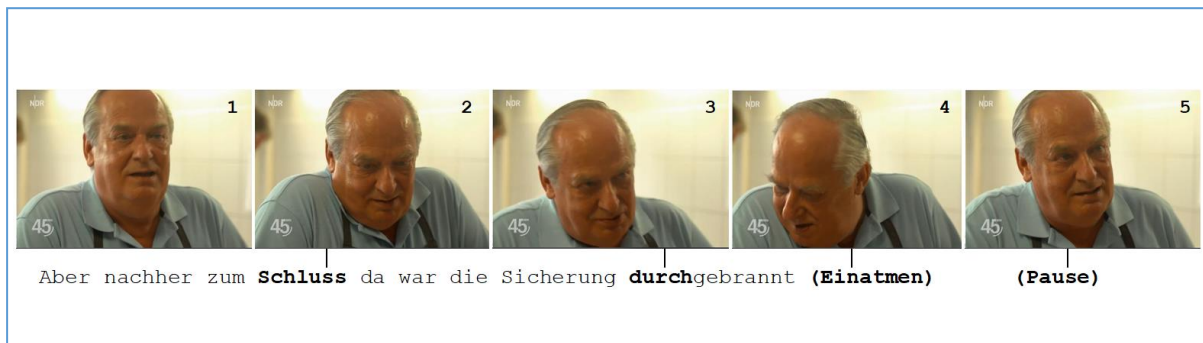 NDR 1 NDR 2 NDR 3 NDR 4 NDR 5
45 45 45 45 45
Aber nachher zum Schluss da war die Sicherung durchgebrannt (Einatmen) (Pause)